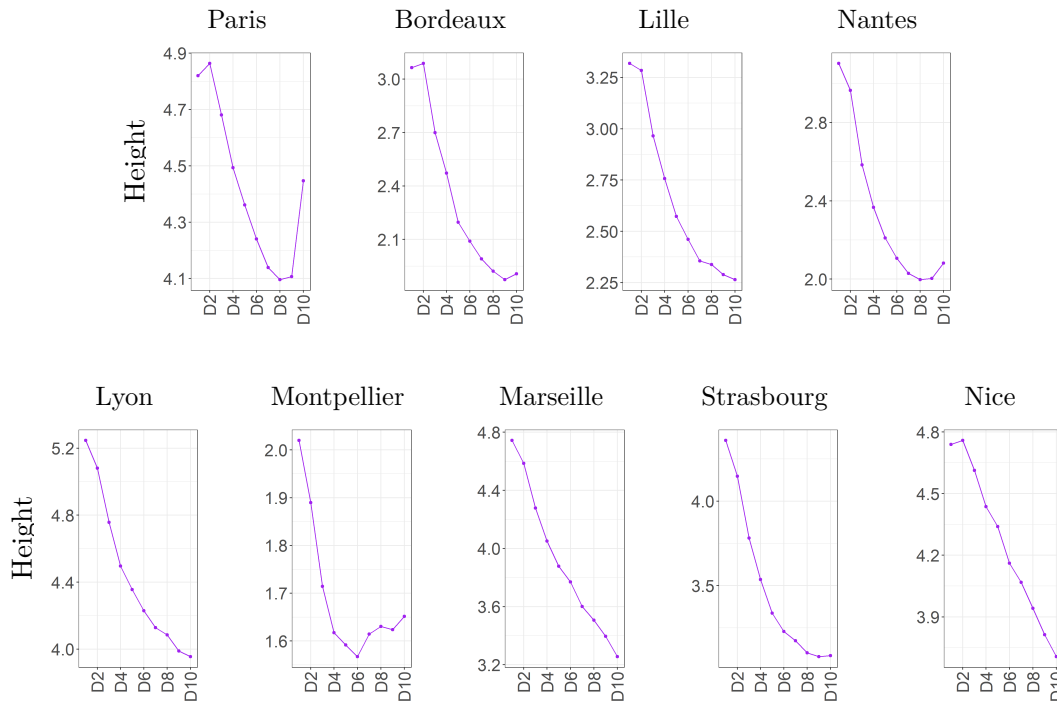 Paris Bordeaux Lille Nantes
Height
4.9
4.7
4.5
4.3
4.1
D2 D4 D6 D8 D10
3.0
2.7
2.4
2.1
D2 D4 D6 D8 D10
3.25
3.00
2.75
2.50
2.25
D2 D4 D6 D8 D10
2.8
2.4
2.0
D2 D4 D6 D8 D10
Lyon Montpellier Marseille Strasbourg Nice
Height
5.2
4.8
4.4
4.0
D2 D4 D6 D8 D10
2.0
1.9
1.8
1.7
1.6
D2 D4 D6 D8 D10
4.8
4.4
4.0
3.6
3.2
D2 D4 D6 D8 D10
4.0
3.5
D2 D4 D6 D8 D10
4.8
4.5
4.2
3.9
D2 D4 D6 D8 D10